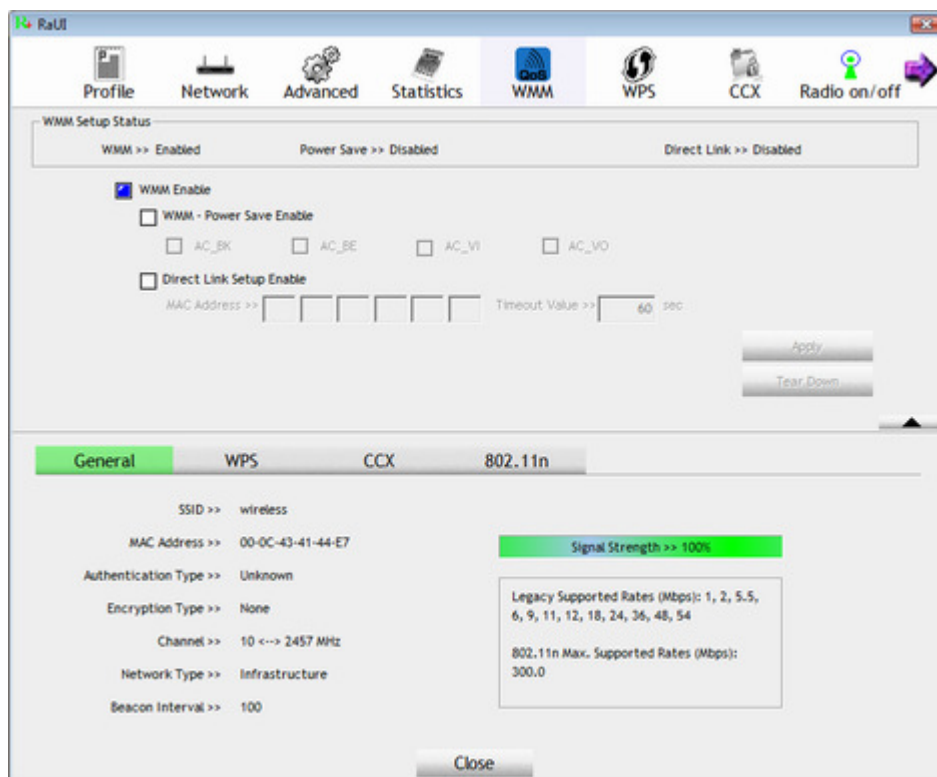 RaUI
Profile Network Advanced Statistics QoS WMM WPS CCX Radio on/off
WMM Setup Status
WMM >> Enabled Power Save >> Disabled Direct Link >> Disabled
WMM Enable
WMM - Power Save Enable
AC_BK AC_BE AC_VI AC_VO
Direct Link Setup Enable
MAC Address >> Timeout Value >> 60 sec
Apply
Tear Down
General WPS CCX 802.11n
SSID >> wireless
MAC Address >> 00-0C-43-41-44-E7
Signal Strength >> 100%
Authentication Type >> Unknown
Encryption Type >> None
Channel >> 10 <--> 2457 MHz
Network Type >> Infrastructure
Beacon Interval >> 100
Legacy Supported Rates (Mbps): 1, 2, 5.5,
6, 9, 11, 12, 18, 24, 36, 48, 54
802.11n Max. Supported Rates (Mbps):
300.0
Close